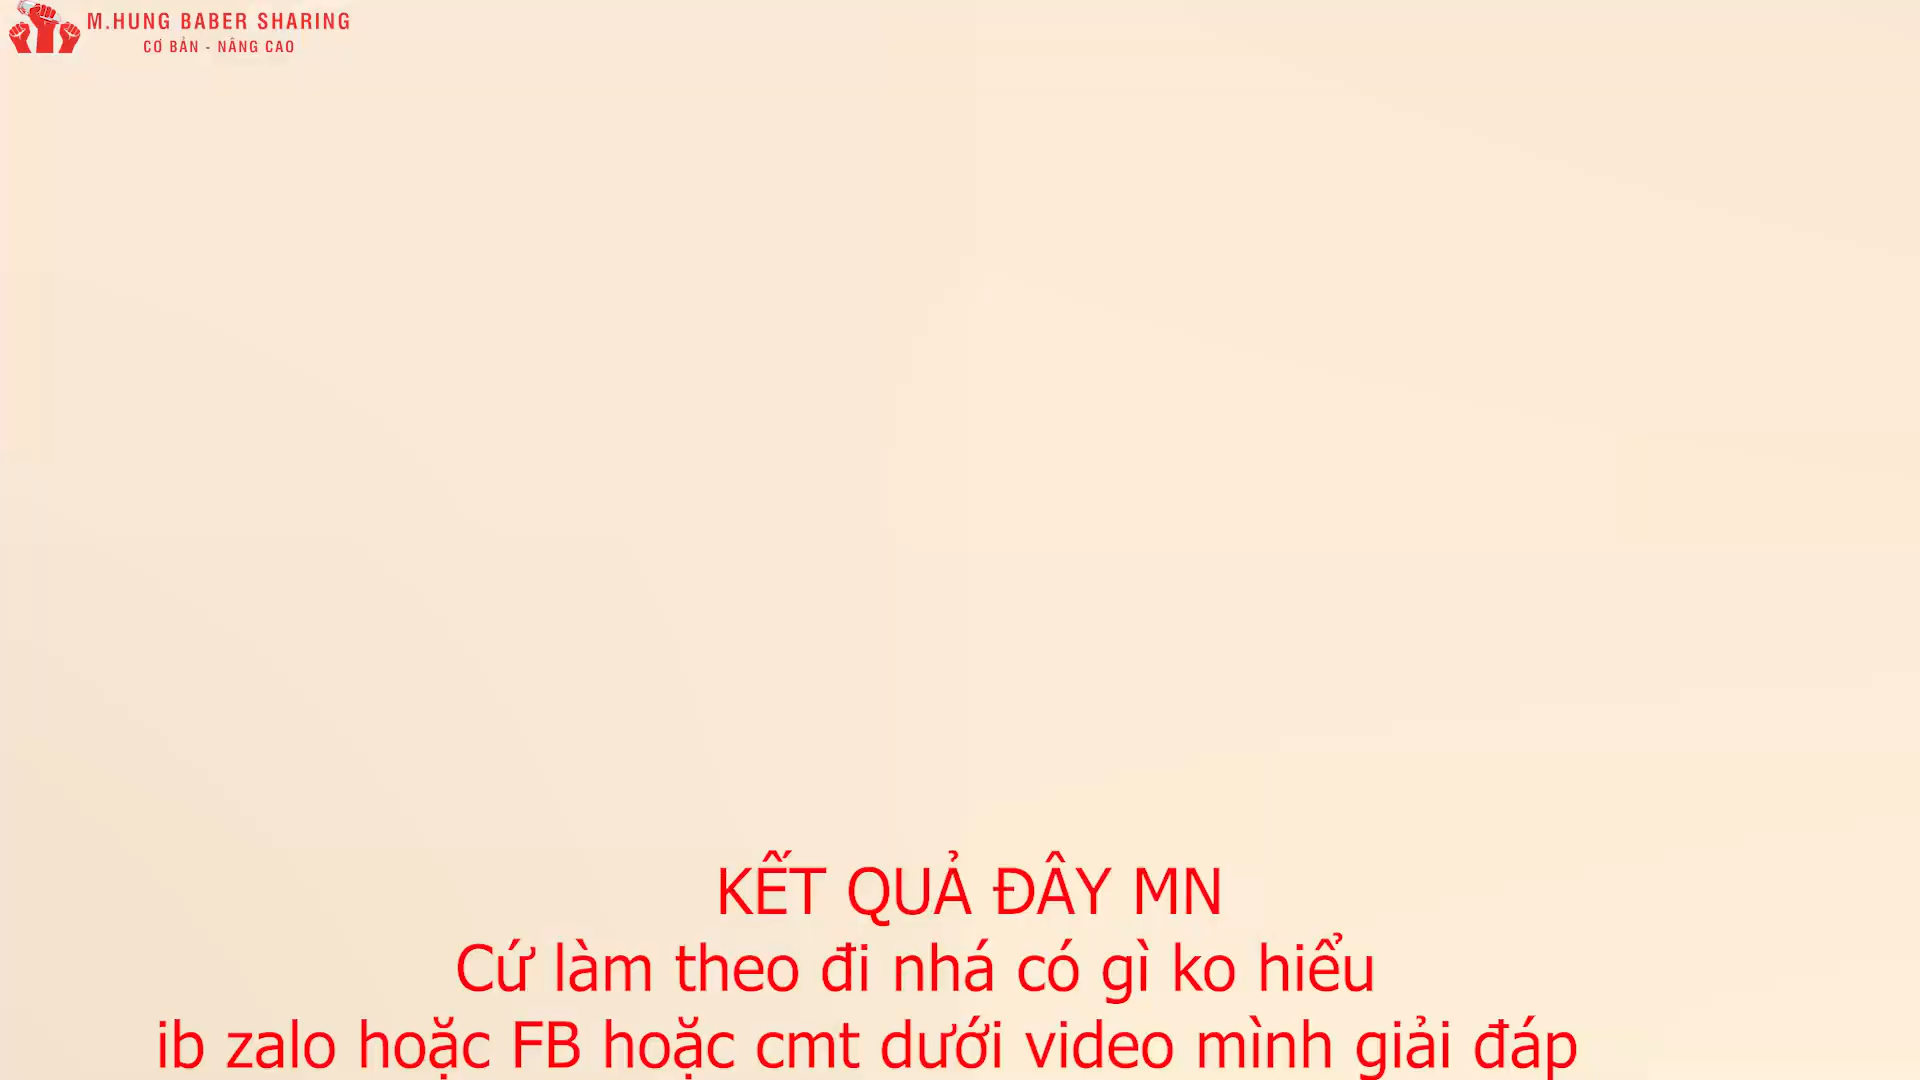 M.HUNG BABER SHARING
CƠ BẢN - NÂNG CAO
KẾT QUẢ ĐÂY MN
Cứ làm theo đi nhá có gì ko hiểu
ib zalo hoặc FB hoặc cmt dưới video mình giải đáp